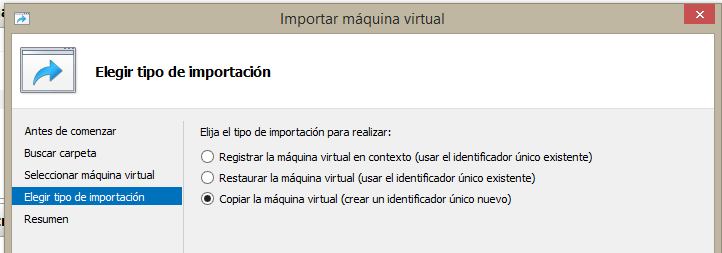 Importar máquina virtual
Elegir tipo de importación
Antes de comenzar
Buscar carpeta
Seleccionar máquina virtual
Elegir tipo de importación
Resumen
Elija el tipo de importación para realizar:
Registrar la máquina virtual en contexto (usar el identificador único existente)
Restaurar la máquina virtual (usar el identificador único existente)
Copiar la máquina virtual (crear un identificador único nuevo)